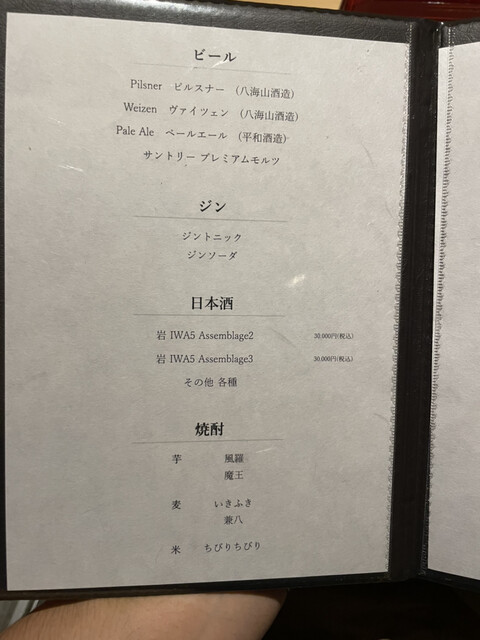 ビール
Pilsner ピルスナー (八海山酒造)
Weizen ヴァイツェン (八海山酒造)
Pale Ale ペールエール (平和酒造)
サントリー プレミアムモルツ
ジン
ジントニック
ジンソーダ
日本酒
岩 IWA5 Assemblage2 30,000円(税込)
岩 IWA5 Assemblage3 30,000円(税込)
その他 各種
焼酎
芋 風羅
魔王
麦 いきふき
兼八
米 ちびりちびり